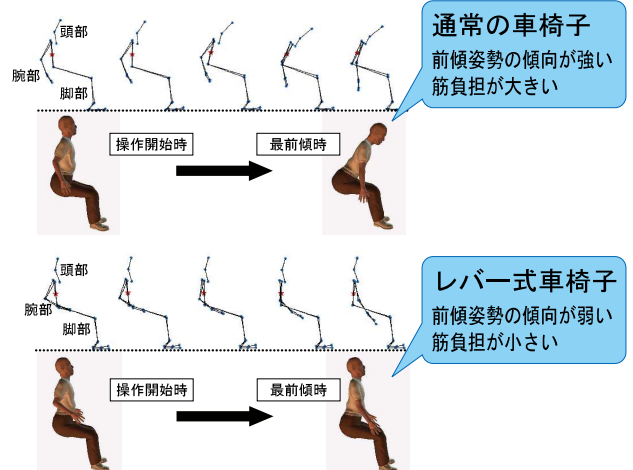 頭部
腕部
脚部
通常の車椅子
前傾姿勢の傾向が強い
筋負担が大きい
操作開始時
最前傾時
頭部
腕部
脚部
レバー式車椅子
前傾姿勢の傾向が弱い
筋負担が小さい
操作開始時
最前傾時